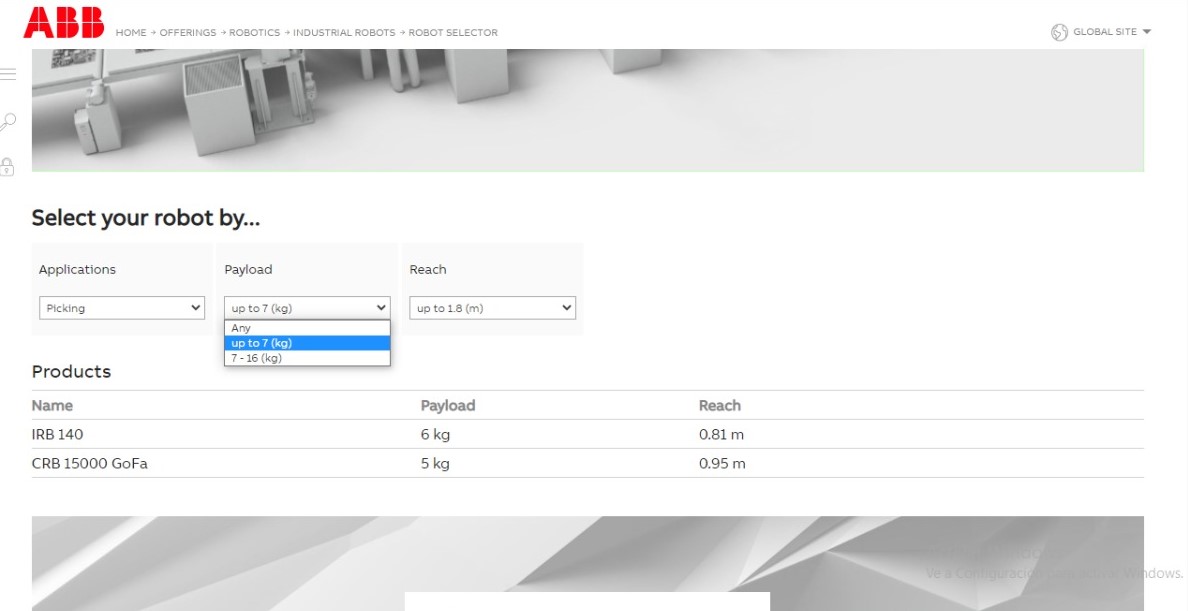 ABB
HOME → OFFERINGS → ROBOTICS → INDUSTRIAL ROBOTS → ROBOT SELECTOR
GLOBAL SITE
Select your robot by...
Applications Payload Reach
Picking up to 7 (kg) up to 1.8 (m)
Any
up to 7 (kg)
7 - 16 (kg)
Products
Name Payload Reach
IRB 140 6 kg 0.81 m
CRB 15000 GoFa 5 kg 0.95 m
Ve a Configuración para activar Windows.